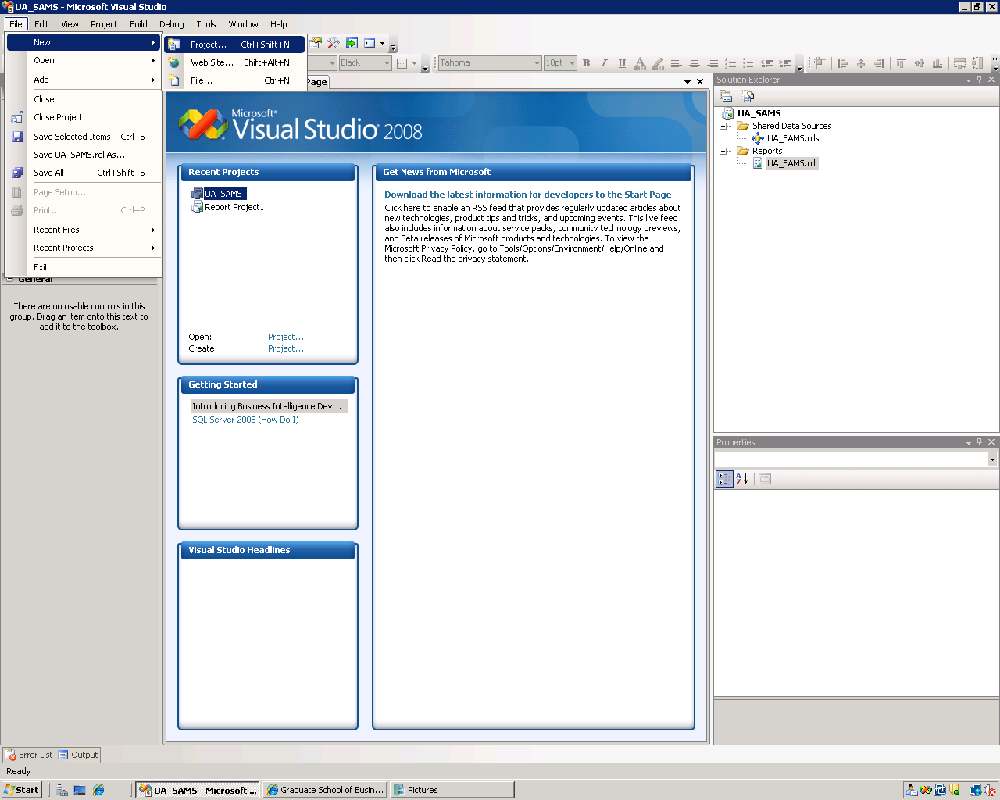 UA_SAMS - Microsoft Visual Studio
File Edit View Project Build Debug Tools Window Help
New
Open
Add
Close
Close Project
Save Selected Items Ctrl+S
Save UA_SAMS.rdl As...
Save All Ctrl+Shift+S
Page Setup...
Print... Ctrl+P
Recent Files
Recent Projects
Exit
Project... Ctrl+Shift+N
Web Site... Shift+Alt+N
File... Ctrl+N
Black
Tahoma
18pt
B I U
Page
General
There are no usable controls in this
group. Drag an item onto this text to
add it to the toolbox.
Microsoft®
Visual Studio® 2008
Recent Projects
UA_SAMS
Report Project1
Open: Project...
Create: Project...
Getting Started
Introducing Business Intelligence Dev...
SQL Server 2008 (How Do I)
Visual Studio Headlines
Get News from Microsoft
Download the latest information for developers to the Start Page
Click here to enable an RSS feed that provides regularly updated articles about
new technologies, product tips and tricks, and upcoming events. This live feed
also includes information about service packs, community technology previews,
and Beta releases of Microsoft products and technologies. To view the
Microsoft Privacy Policy, go to Tools/Options/Environment/Help/Online and
then click Read the privacy statement.
Solution Explorer
UA_SAMS
Shared Data Sources
UA_SAMS.rds
Reports
UA_SAMS.rdl
Properties
Error List
Output
Ready
Start
UA_SAMS - Microsoft ...
Graduate School of Busin...
Pictures